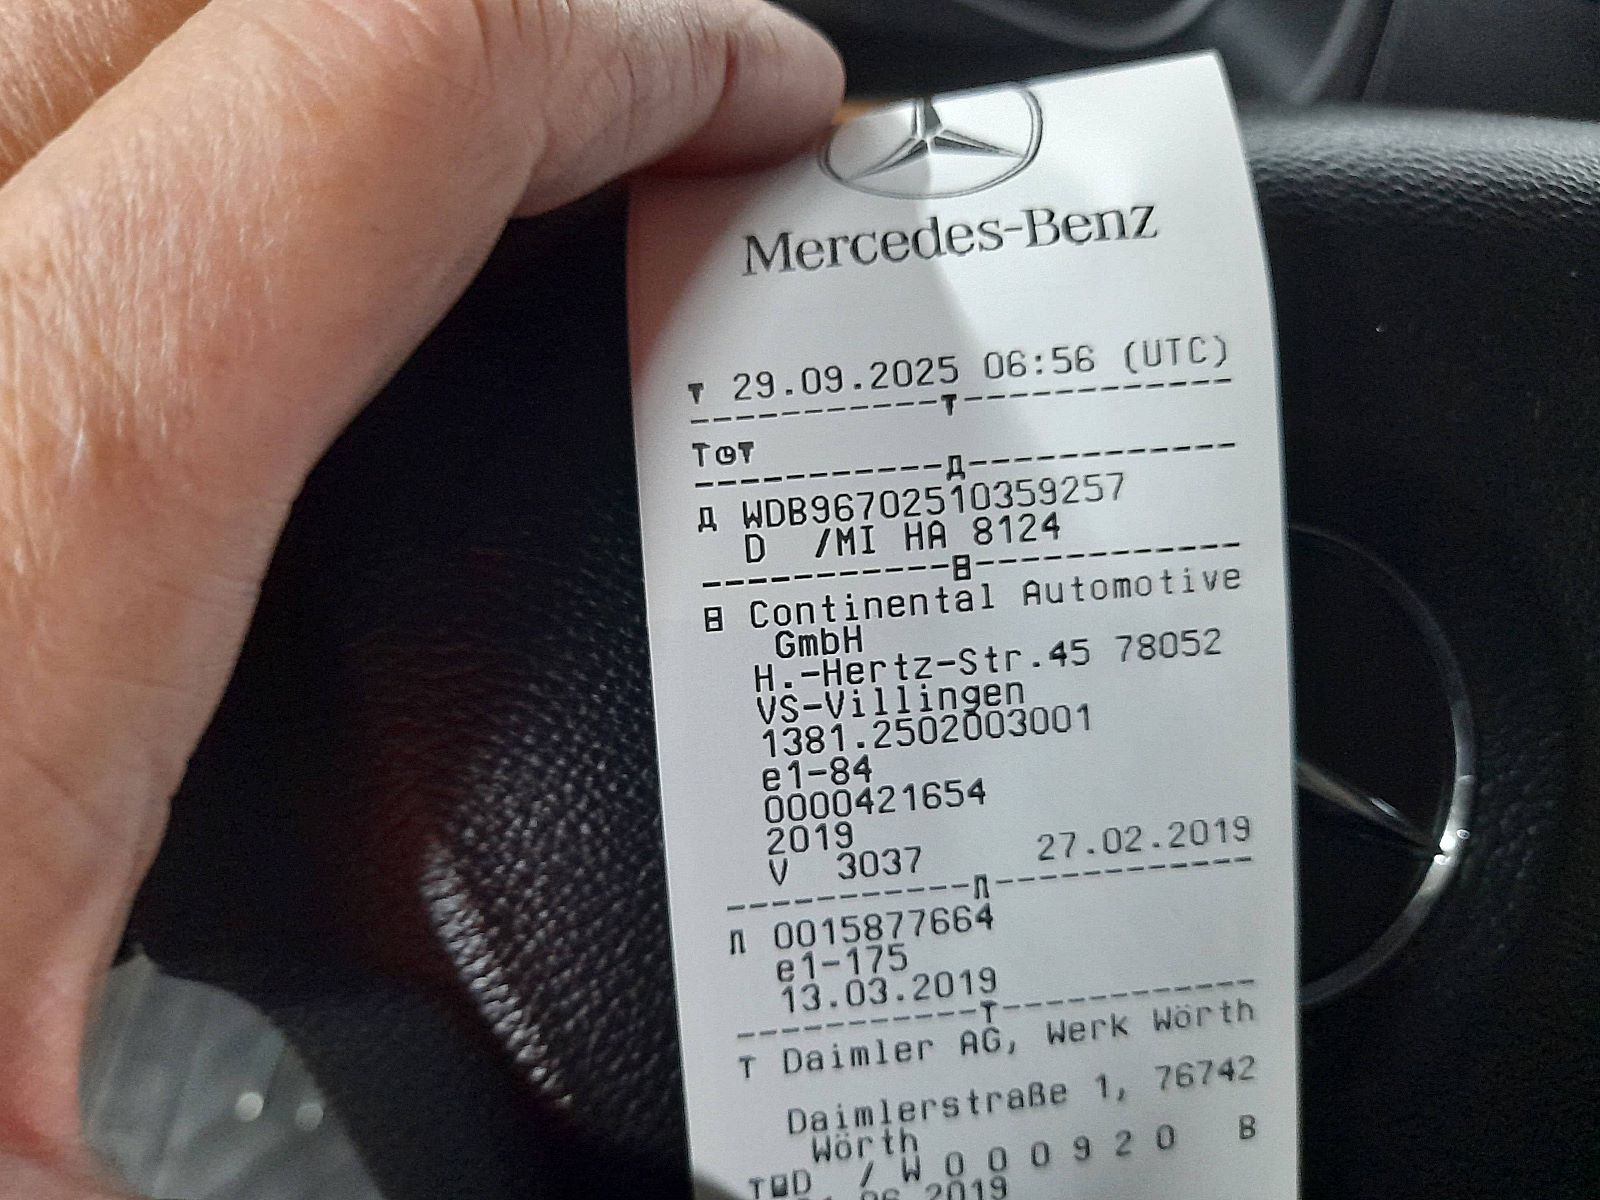 Mercedes-Benz
▼ 29.09.2025 06:56 (UTC)
T
Д
Д WDB96702510359257
D /MI HA 8124
Continental Automotive
GmbH
H.-Hertz-Str.45 78052
VS-Villingen
1381.2502003001
e1-84
0000421654
2019
V 3037 27.02.2019
Л
Л 0015877664
e1-175
13.03.2019
T
T Daimler AG, Werk Wörth
Daimlerstraße 1, 76742
Wörth
T D / W 0 0 0 9 2 0 B
2019